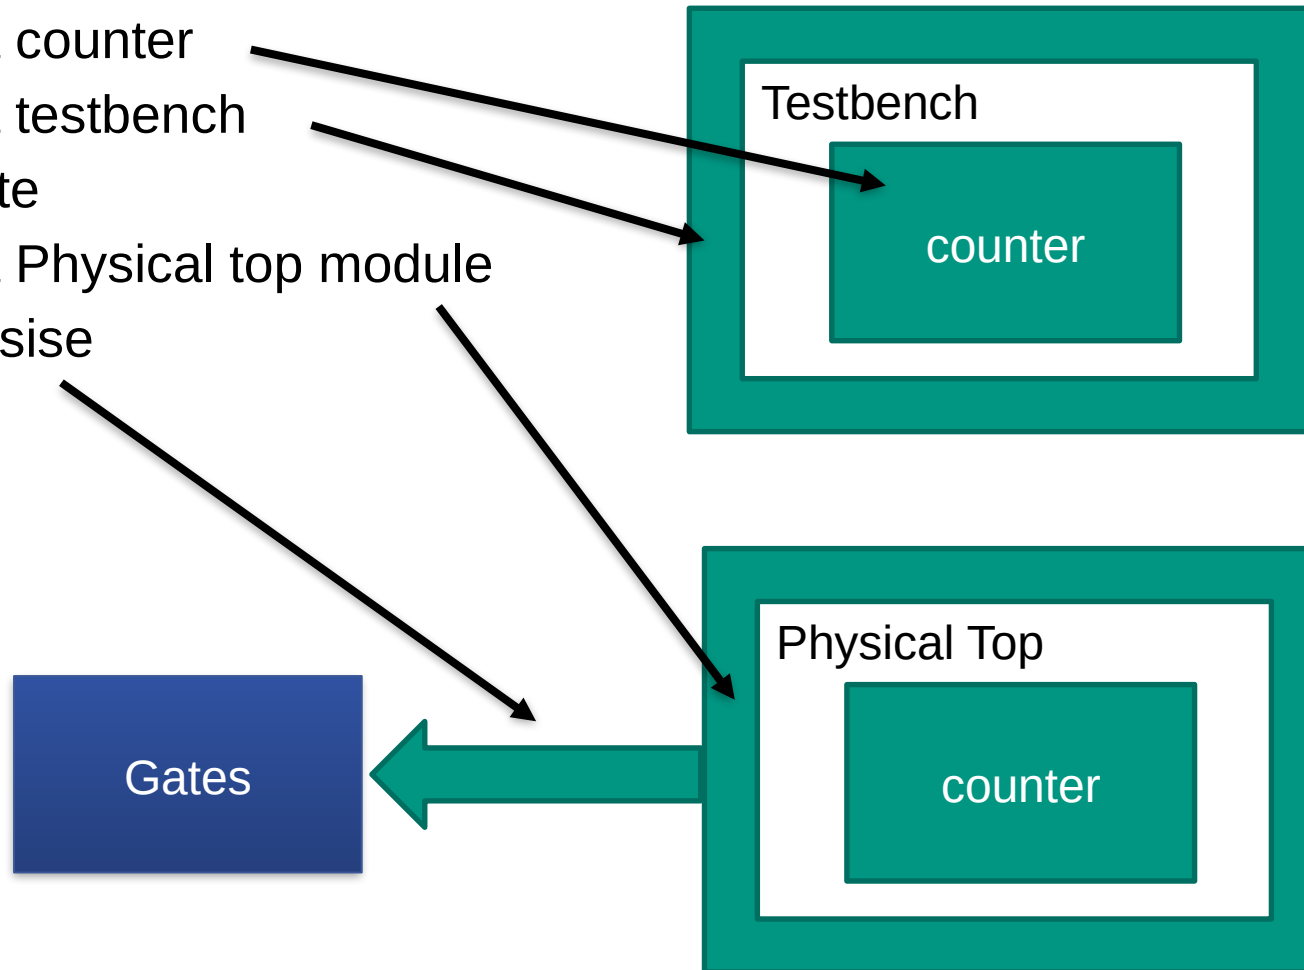 counter
testbench
te
Physical top module
sise
Testbench
counter
Physical Top
counter
Gates